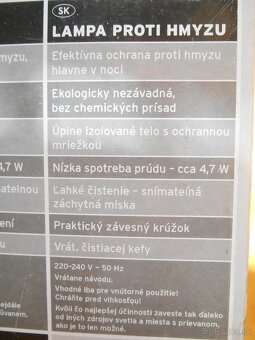 SK
LAMPA PROTI HMYZU
Efektívna ochrana proti hmyzu
hlavne v noci
Ekologicky nezávadná,
bez chemických prísad
Úplne izolované telo s ochrannou
mriežkou
4,7 W
Nízka spotreba prúdu – cca 4,7 W
Ľahké čistenie – snímateľná
záchytná miska
Praktický závesný krúžok
Vrát. čistiacej kefy
220-240 V ~ 50 Hz
Vrátane návodu.
Vhodné iba pre vnútorné použitie!
Chráňte pred vlhkosťou!
Kvôli čo najlepšej účinnosti zaveste tak ďaleko
od iných zdrojov svetla a miesta s prievanom,
ako je to len možné.